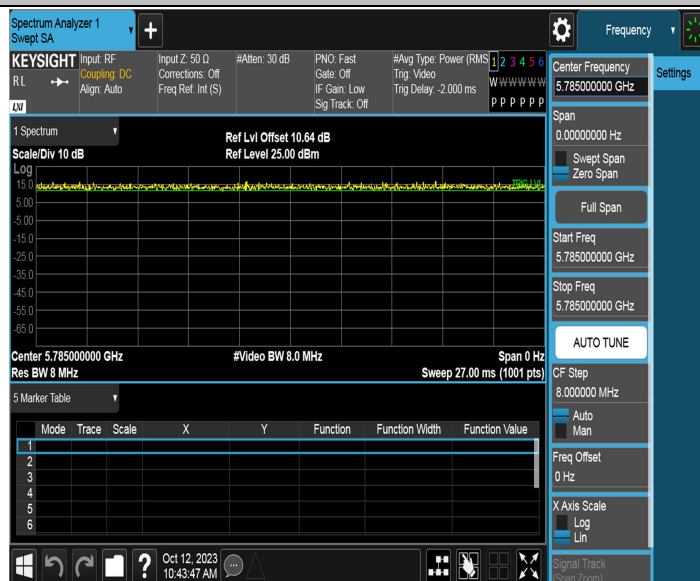 Spectrum Analyzer 1
Swept SA
+
Frequency
KEYSIGHT
RL
LXI
Input: RF
Coupling: DC
Align: Auto
Input Z: 50 Ω
Corrections: Off
Freq Ref: Int (S)
#Atten: 30 dB
PNO: Fast
Gate: Off
IF Gain: Low
Sig Track: Off
#Avg Type: Power (RMS
Trig: Video
Trig Delay: -2.000 ms
1 2 3 4 5 6
W W W W W W
P P P P P P
Center Frequency
5.785000000 GHz
Settings
Span
0.00000000 Hz
Swept Span
Zero Span
Full Span
Start Freq
5.785000000 GHz
Stop Freq
5.785000000 GHz
AUTO TUNE
CF Step
8.000000 MHz
Auto
Man
Freq Offset
0 Hz
X Axis Scale
Log
Lin
Signal Track
(Span Zoom)
1 Spectrum
Scale/Div 10 dB
Ref Lvl Offset 10.64 dB
Ref Level 25.00 dBm
Log
15.0
TRIG LVL
5.00
-5.00
-15.0
-25.0
-35.0
-45.0
-55.0
-65.0
Center 5.785000000 GHz
#Video BW 8.0 MHz
Span 0 Hz
Res BW 8 MHz
Sweep 27.00 ms (1001 pts)
5 Marker Table
Mode Trace Scale X Y Function Function Width Function Value
1
2
3
4
5
6
?
Oct 12, 2023
10:43:47 AM